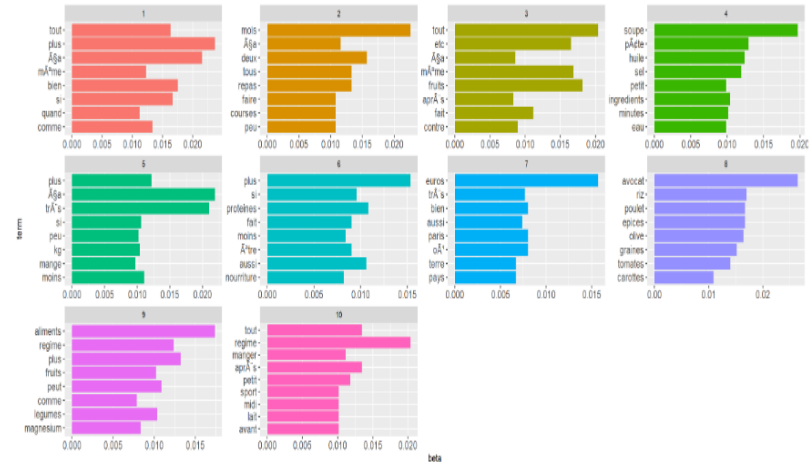 1
tout
plus
Ã§a
mÃªme
bien
si
quand
comme
0.000 0.005 0.010 0.015 0.020
2
mois
Ã§a
deux
tous
repas
faire
courses
peu
0.000 0.005 0.010 0.015 0.020
3
tout
etc
Ã§a
mÃªme
fruits
aprÃ¨s
fait
contre
0.000 0.005 0.010 0.015 0.020
4
soupe
pÃ¢te
huile
sel
petit
ingredients
minutes
eau
0.000 0.005 0.010 0.015 0.020
5
plus
Ã§a
trÃ¨s
si
peu
kg
mange
moins
0.000 0.005 0.010 0.015 0.020
6
plus
si
proteines
fait
moins
Ãªtre
aussi
nourriture
0.000 0.005 0.010 0.015
7
euros
trÃ¨s
bien
aussi
paris
oÃ¹
terre
pays
0.000 0.005 0.010 0.015
8
avocat
riz
poulet
epices
olive
graines
tomates
carottes
0.00 0.01 0.02
term
9
aliments
regime
plus
fruits
peut
comme
legumes
magnesium
0.000 0.005 0.010 0.015
10
tout
regime
manger
aprÃ¨s
petit
sport
midi
lait
avant
0.000 0.005 0.010 0.015 0.020
beta